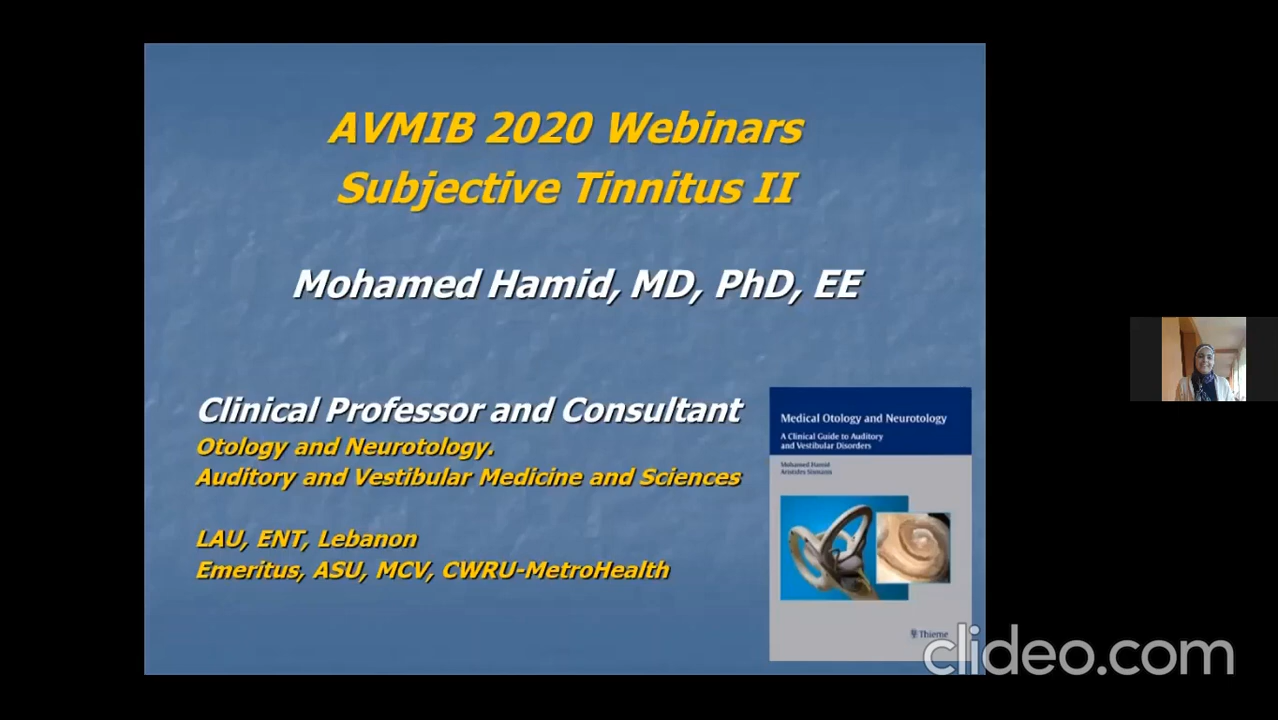 AVMIB 2020 Webinars
Subjective Tinnitus II
Mohamed Hamid, MD, PhD, EE
Clinical Professor and Consultant
Otology and Neurotology.
Auditory and Vestibular Medicine and Sciences
LAU, ENT, Lebanon
Emeritus, ASU, MCV, CWRU-MetroHealth
Medical Otology and Neurotology
A Clinical Guide to Auditory
and Vestibular Disorders
Mohamed Hamid
Aristides Sismanis
Thieme
clideo.com